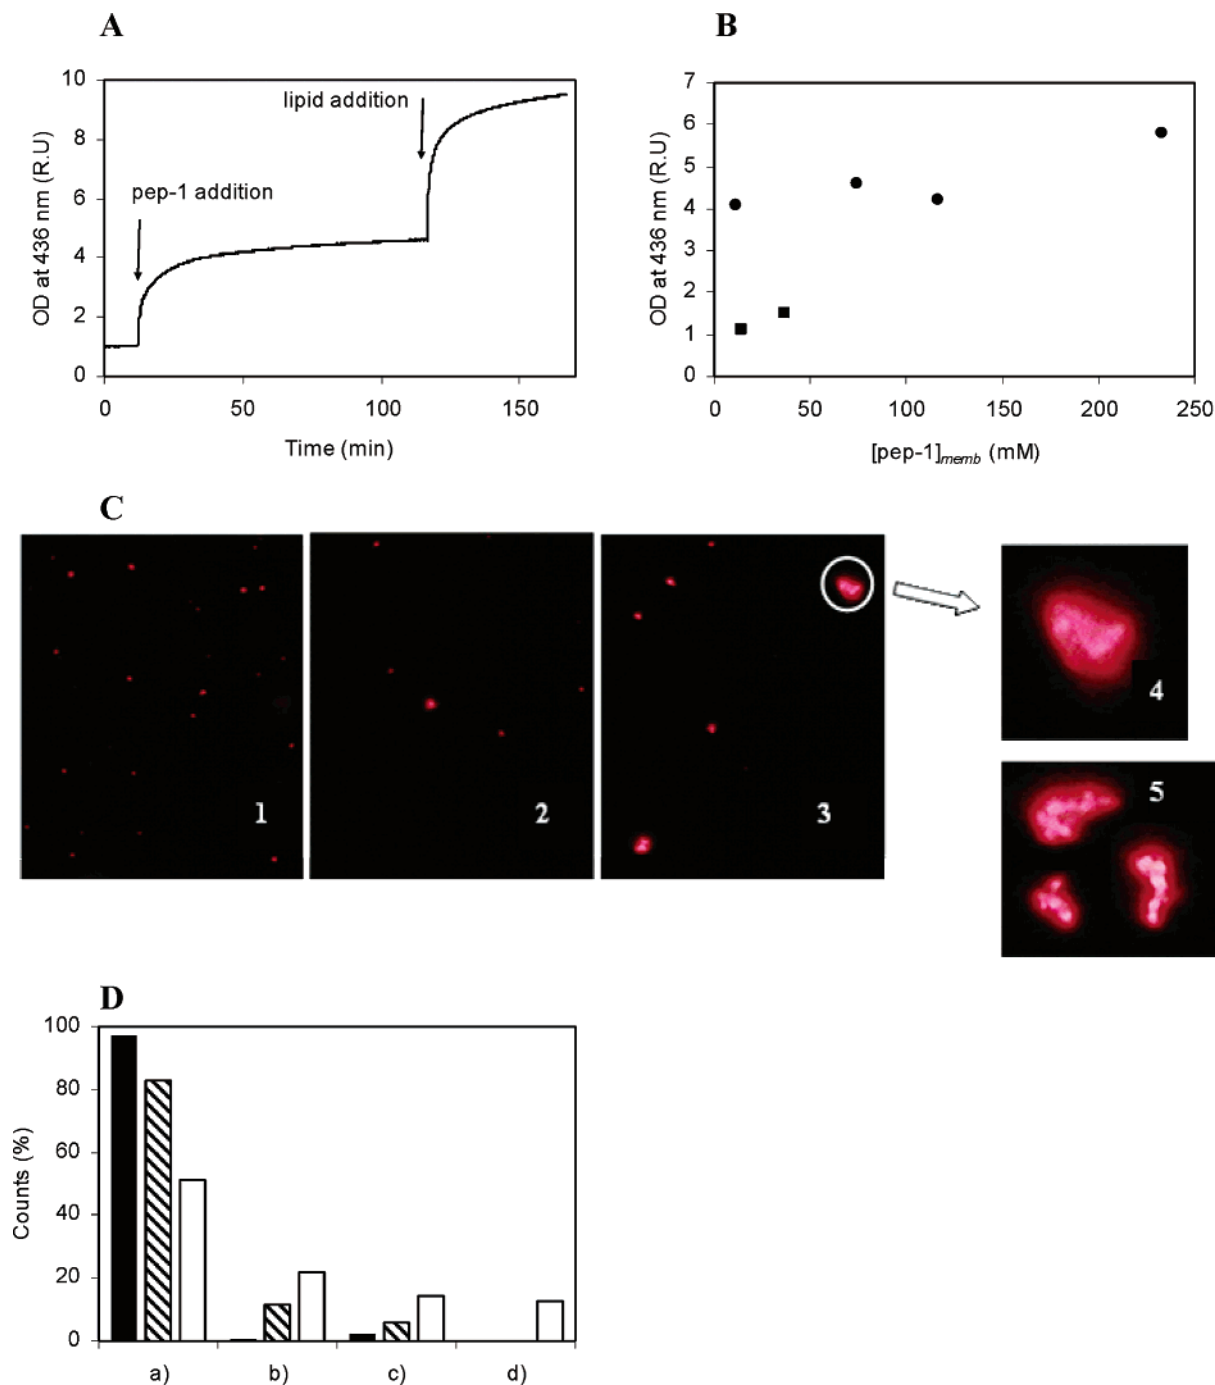 A
OD at 436 nm (R.U)
10
8
6
4
2
0
lipid addition
pep-1 addition
0 50 100 150
Time (min)
B
OD at 436 nm (R.U)
7
6
5
4
3
2
1
0
0 50 100 150 200 250
[pep-1]memb (mM)
C
1
2
3
4
5
D
Counts (%)
100
80
60
40
20
0
a) b) c) d)